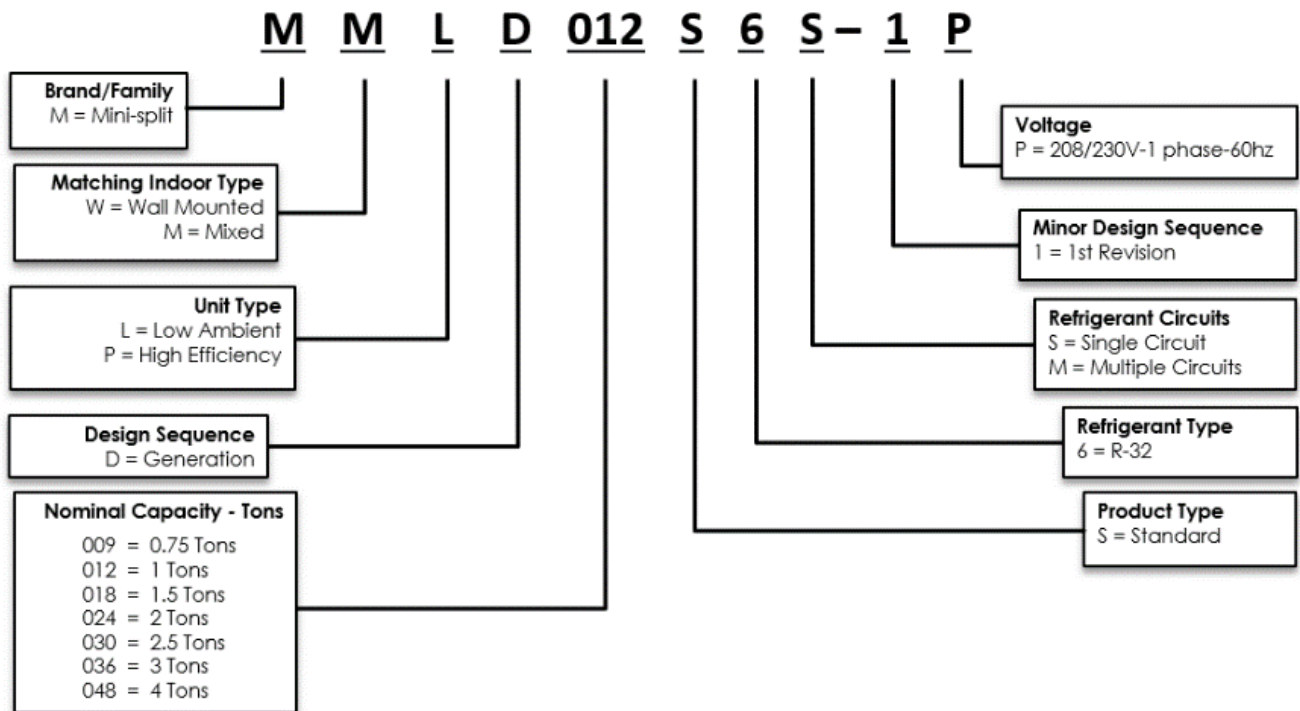 M M L D 012 S 6 S – 1 P
Brand/Family
M = Mini-split
Matching Indoor Type
W = Wall Mounted
M = Mixed
Unit Type
L = Low Ambient
P = High Efficiency
Design Sequence
D = Generation
Nominal Capacity - Tons
009 = 0.75 Tons
012 = 1 Tons
018 = 1.5 Tons
024 = 2 Tons
030 = 2.5 Tons
036 = 3 Tons
048 = 4 Tons
Voltage
P = 208/230V-1 phase-60hz
Minor Design Sequence
1 = 1st Revision
Refrigerant Circuits
S = Single Circuit
M = Multiple Circuits
Refrigerant Type
6 = R-32
Product Type
S = Standard